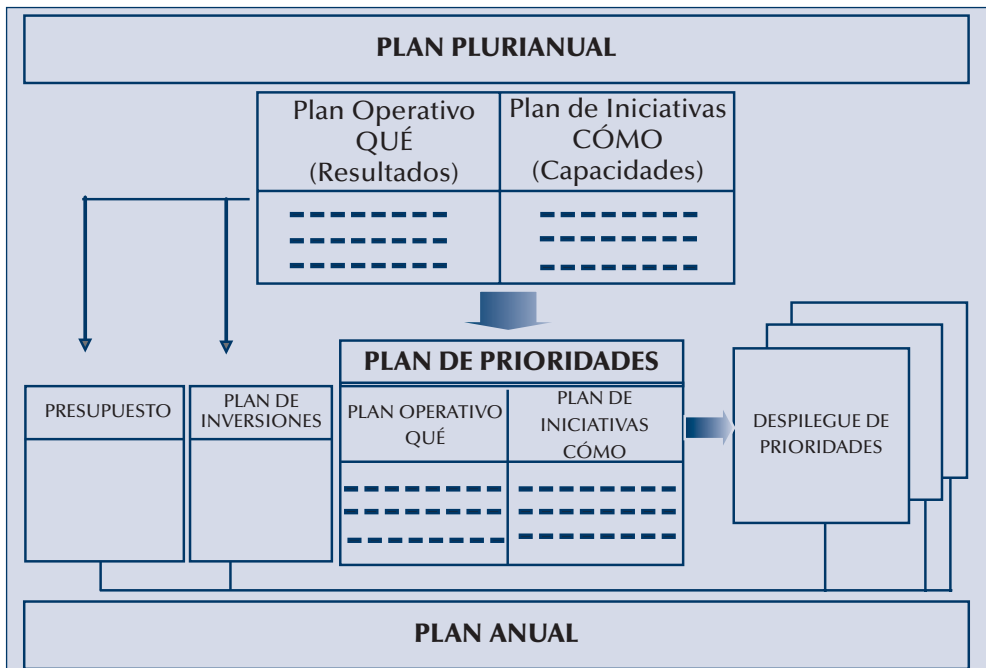 PLAN PLURIANUAL
Plan Operativo
QUÉ
(Resultados)
Plan de Iniciativas
CÓMO
(Capacidades)
PLAN DE PRIORIDADES
PRESUPUESTO
PLAN DE
INVERSIONES
PLAN OPERATIVO
QUÉ
PLAN DE
INICIATIVAS
CÓMO
DESPILEGUE DE
PRIORIDADES
PLAN ANUAL